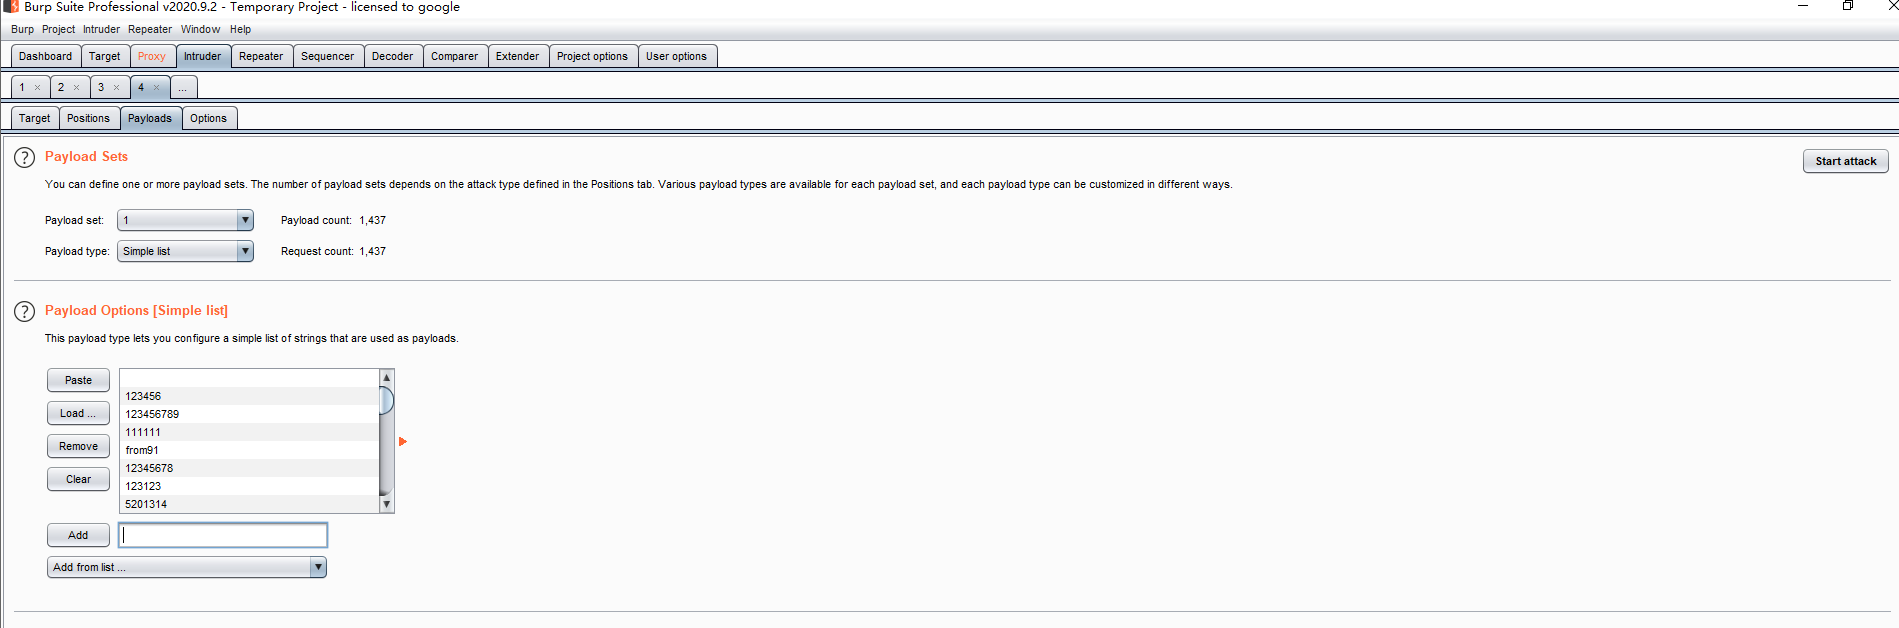 Burp Suite Professional v2020.9.2 - Temporary Project - licensed to google
Burp Project Intruder Repeater Window Help
Dashboard Target Proxy Intruder Repeater Sequencer Decoder Comparer Extender Project options User options
1 × 2 × 3 × 4 × ...
Target Positions Payloads Options
? Payload Sets
Start attack
You can define one or more payload sets. The number of payload sets depends on the attack type defined in the Positions tab. Various payload types are available for each payload set, and each payload type can be customized in different ways.
Payload set: 1 Payload count: 1,437
Payload type: Simple list Request count: 1,437
? Payload Options [Simple list]
This payload type lets you configure a simple list of strings that are used as payloads.
Paste
Load ...
Remove
Clear
123456
123456789
111111
from91
12345678
123123
5201314
Add
Add from list ...